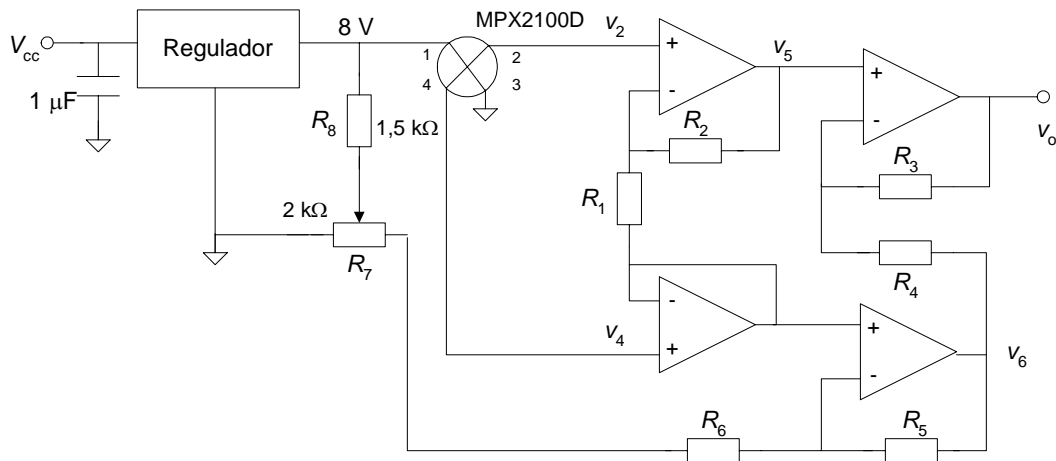 MPX2100D
Vcc
Regulador
8 V
1
2
4
3
v2
+
-
v5
+
-
1 μF
R8
1,5 kΩ
R2
vo
R3
R1
2 kΩ
R7
R4
-
+
v4
+
-
v6
R6
R5